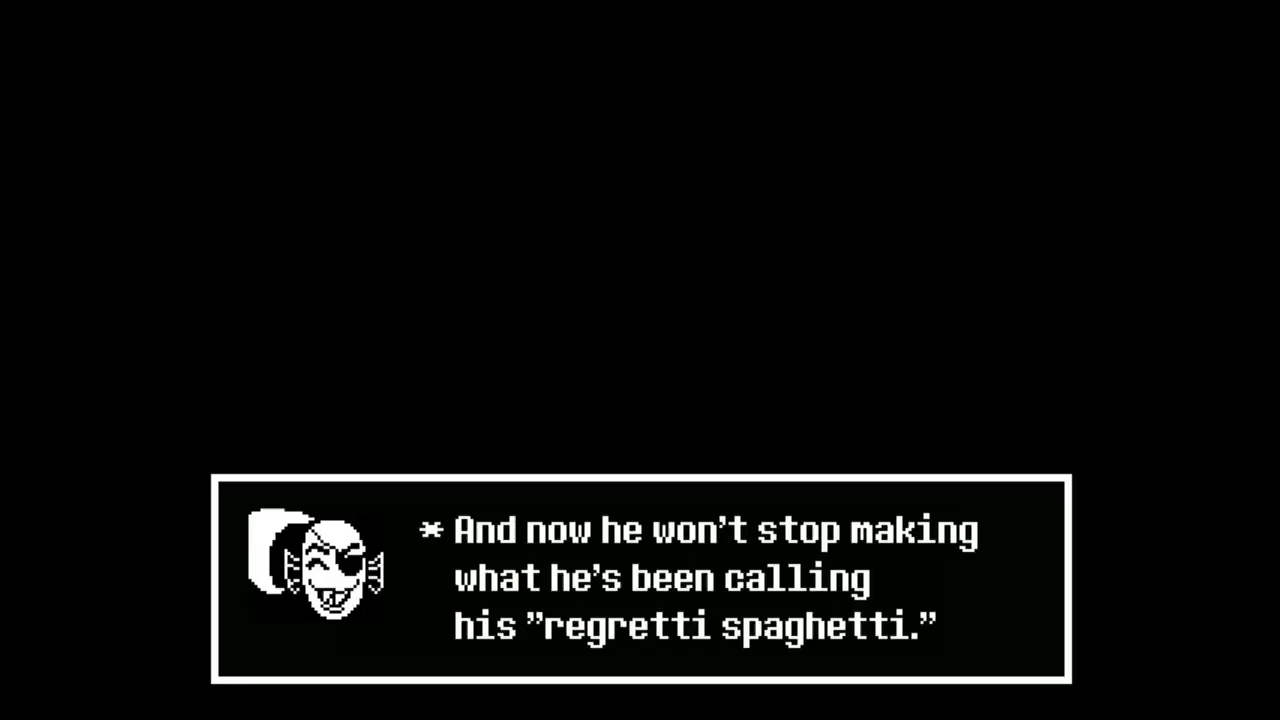 * And now he won't stop making
what he's been calling
his "regretti spaghetti."